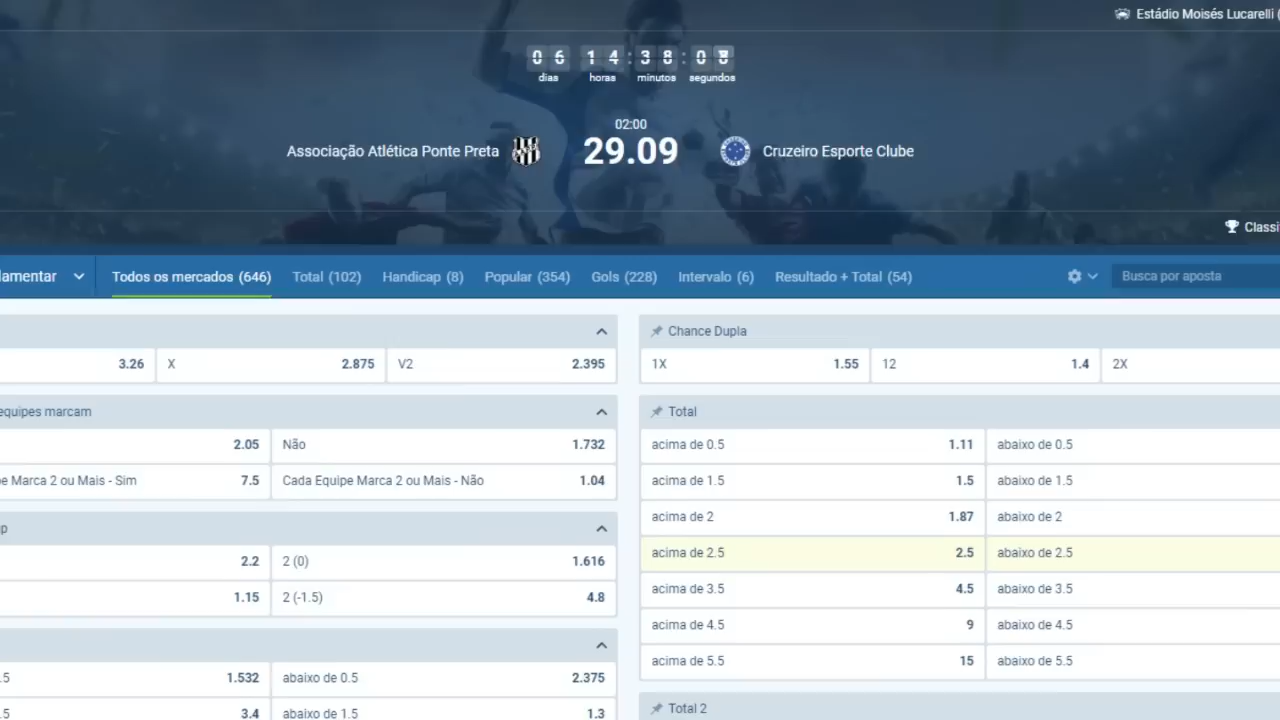 Estádio Moisés Lucarelli (
06 14 : 38 : 08
dias horas minutos segundos
02:00
Associação Atlética Ponte Preta 29.09 Cruzeiro Esporte Clube
Classi
lamentar Todos os mercados (646) Total (102) Handicap (8) Popular (354) Gols (228) Intervalo (6) Resultado + Total (54) Busca por aposta
Chance Dupla
3.26 X 2.875 V2 2.395 1X 1.55 12 1.4 2X
equipes marcam Total
2.05 Não 1.732 acima de 0.5 1.11 abaixo de 0.5
e Marca 2 ou Mais - Sim 7.5 Cada Equipe Marca 2 ou Mais - Não 1.04 acima de 1.5 1.5 abaixo de 1.5
acima de 2 1.87 abaixo de 2
p
acima de 2.5 2.5 abaixo de 2.5
2.2 2 (0) 1.616
acima de 3.5 4.5 abaixo de 3.5
1.15 2 (-1.5) 4.8
acima de 4.5 9 abaixo de 4.5
acima de 5.5 15 abaixo de 5.5
.5 1.532 abaixo de 0.5 2.375
Total 2
.5 3.4 abaixo de 1.5 1.3